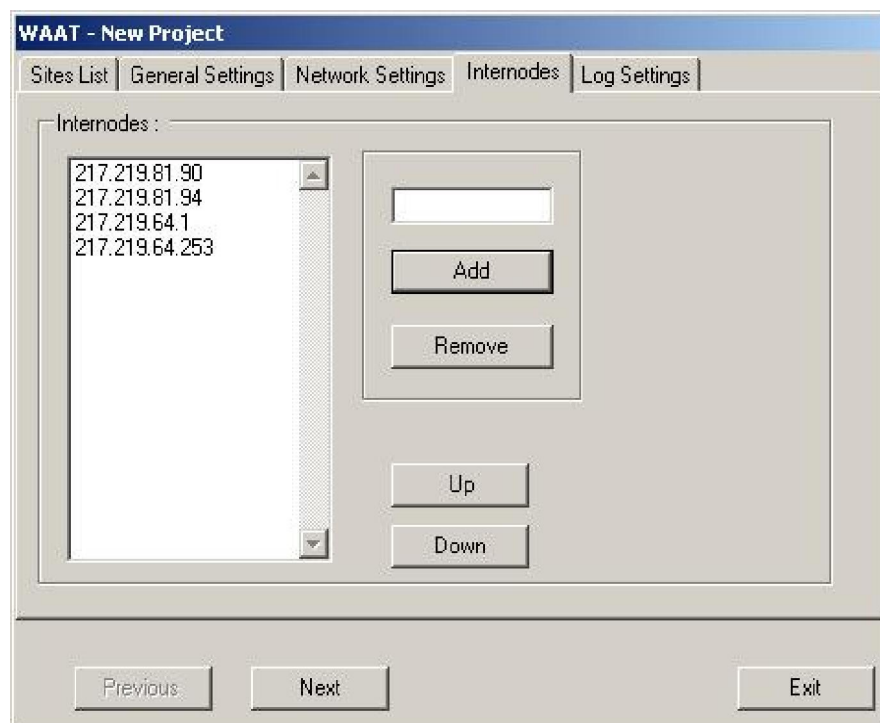 WAAT - New Project
Sites List General Settings Network Settings Internodes Log Settings
Internodes :
217.219.81.90
217.219.81.94
217.219.64.1
217.219.64.253
Add
Remove
Up
Down
Previous Next Exit